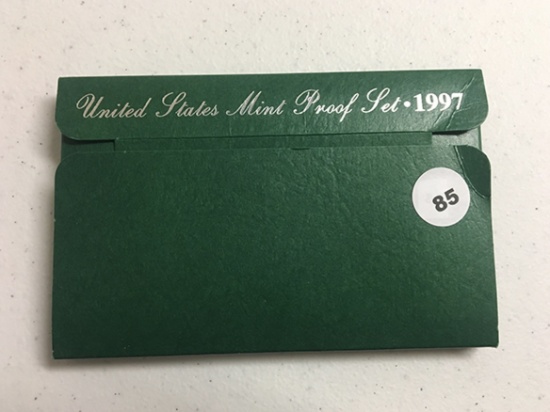 United States Mint Proof Set • 1997
85